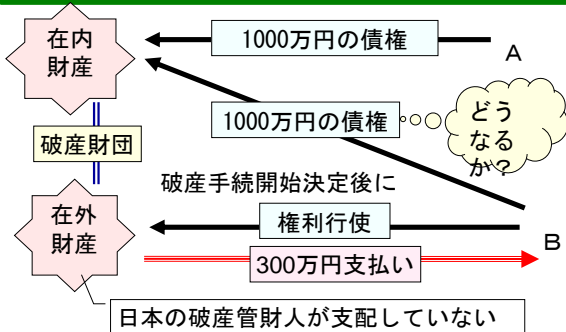 在内
財産
1000万円の債権
A
1000万円の債権
どう
なる
か?
破産財団
破産手続開始決定後に
在外
財産
権利行使
B
300万円支払い
日本の破産管財人が支配していない